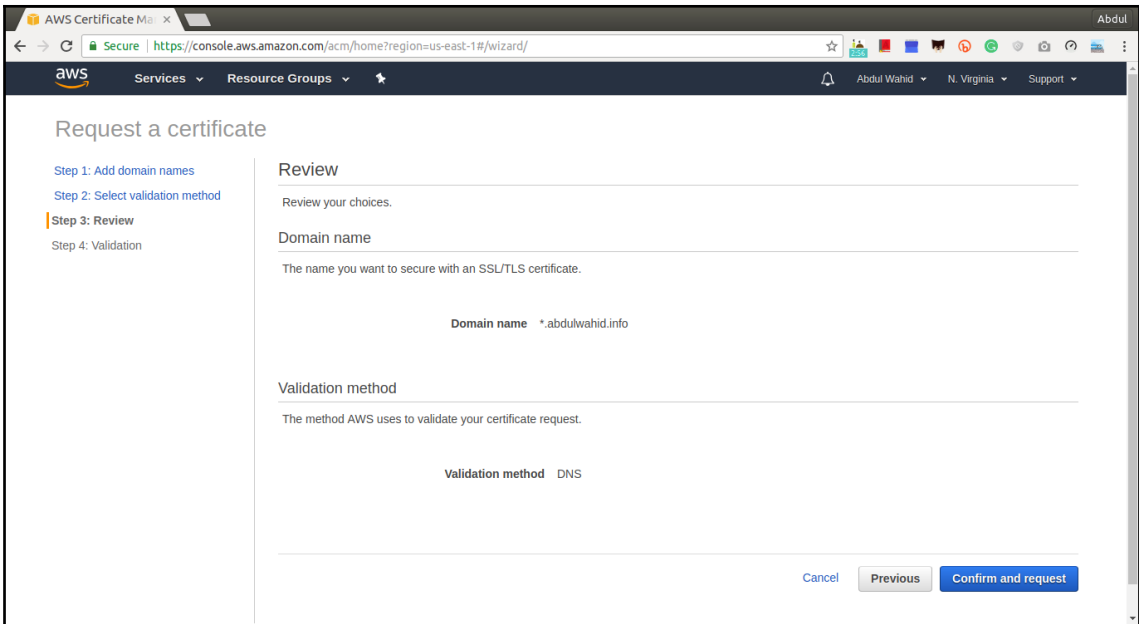 AWS Certificate Ma
Abdul
Secure https://console.aws.amazon.com/acm/home?region=us-east-1#/wizard/
2:56
aws Services Resource Groups Abdul Wahid N. Virginia Support
Request a certificate
Step 1: Add domain names
Step 2: Select validation method
Step 3: Review
Step 4: Validation
Review
Review your choices.
Domain name
The name you want to secure with an SSL/TLS certificate.
Domain name *.abdulwahid.info
Validation method
The method AWS uses to validate your certificate request.
Validation method DNS
Cancel Previous Confirm and request